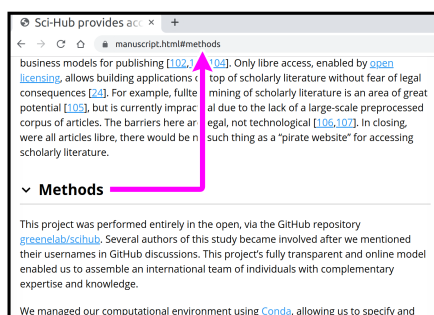 Sci-Hub provides acc × +
manuscript.html#methods
business models for publishing [102,1 104]. Only libre access, enabled by open
licensing, allows building applications top of scholarly literature without fear of legal
consequences [24]. For example, mining of scholarly literature is an area of great
potential [105], but is currently al due to the lack of a large-scale preprocessed
corpus of articles. The barriers here egal, not technological [106,107]. In closing,
were all articles libre, there would be such thing as a “pirate website” for accessing
scholarly literature.
Methods
This project was performed entirely in the open, via the GitHub repository
greenelab/scihub. Several authors of this study became involved after we mentioned
their usernames in GitHub discussions. This project’s fully transparent and online model
enabled us to assemble an international team of individuals with complementary
expertise and knowledge.
We managed our computational environment using Conda, allowing us to specify and